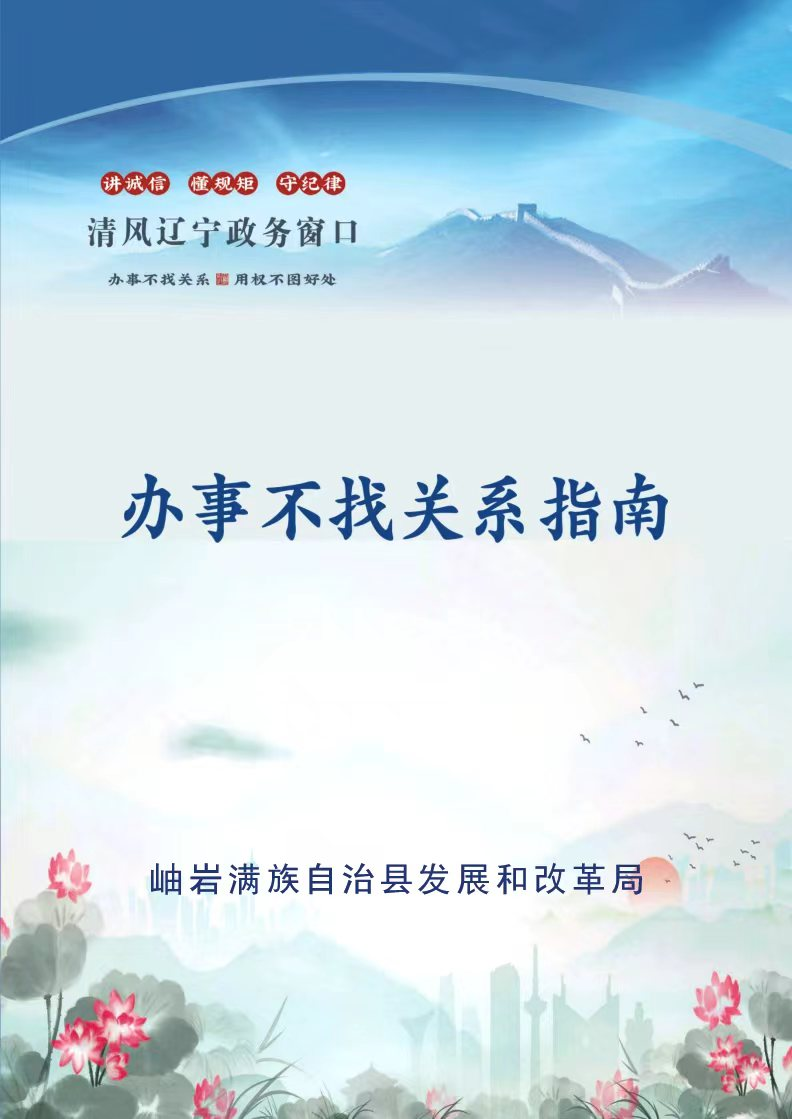 讲诚信 懂规矩 守纪律
清风辽宁政务窗口
办事不找关系 用权不图好处
办事不找关系指南
岫岩满族自治县发展和改革局